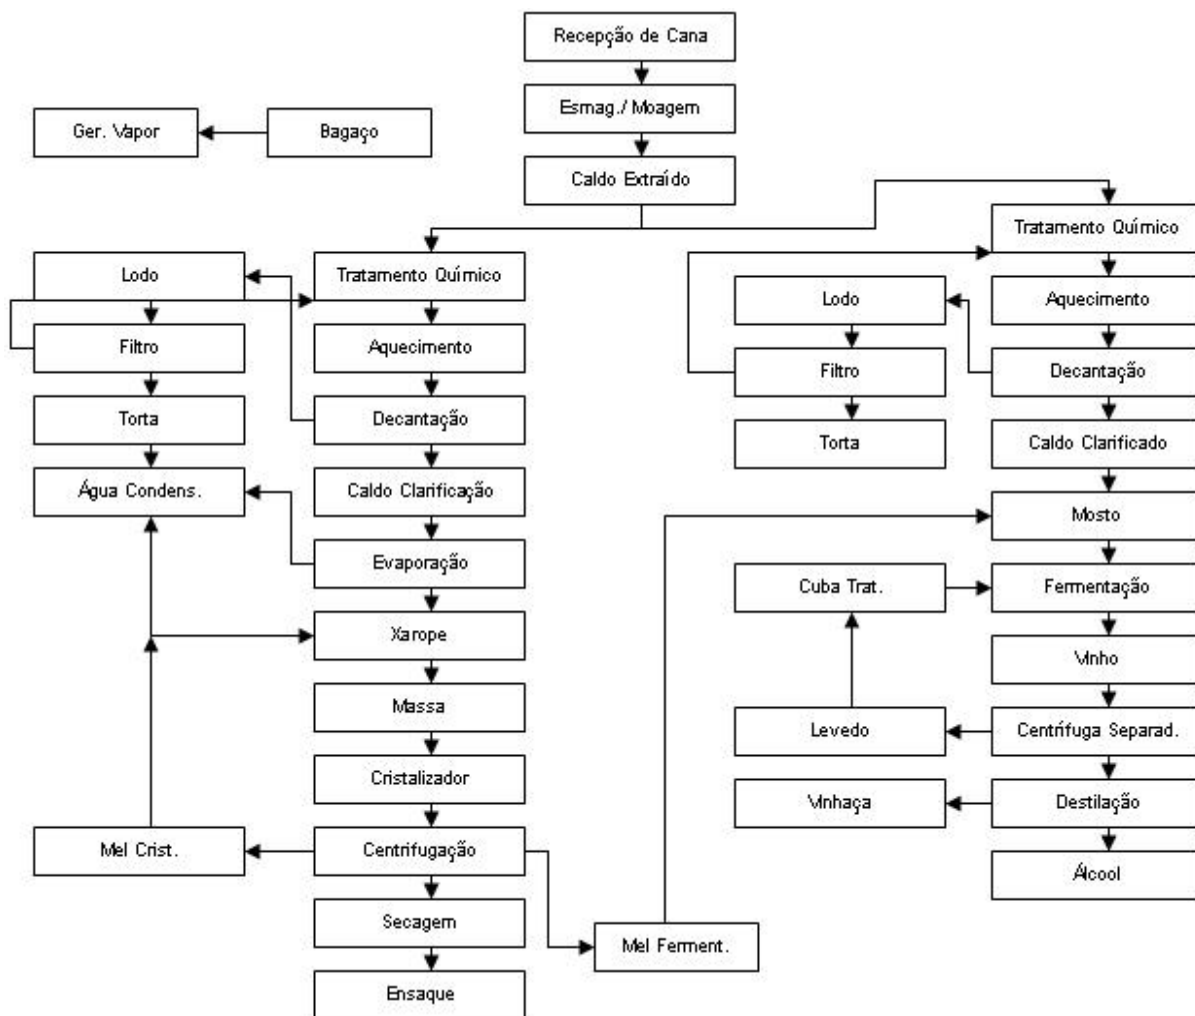 Recepção de Cana
Esmag./ Moagem
Ger. Vapor
Bagaço
Caldo Extraído
Lodo
Tratamento Químico
Filtro
Aquecimento
Torta
Decantação
Água Condens.
Caldo Clarificação
Evaporação
Xarope
Massa
Cristalizador
Mel Crist.
Centrifugação
Secagem
Mel Ferment.
Ensaque
Tratamento Químico
Lodo
Aquecimento
Filtro
Decantação
Torta
Caldo Clarificado
Mosto
Cuba Trat.
Fermentação
Vinho
Levedo
Centrífuga Separad.
Vinhaça
Destilação
Álcool